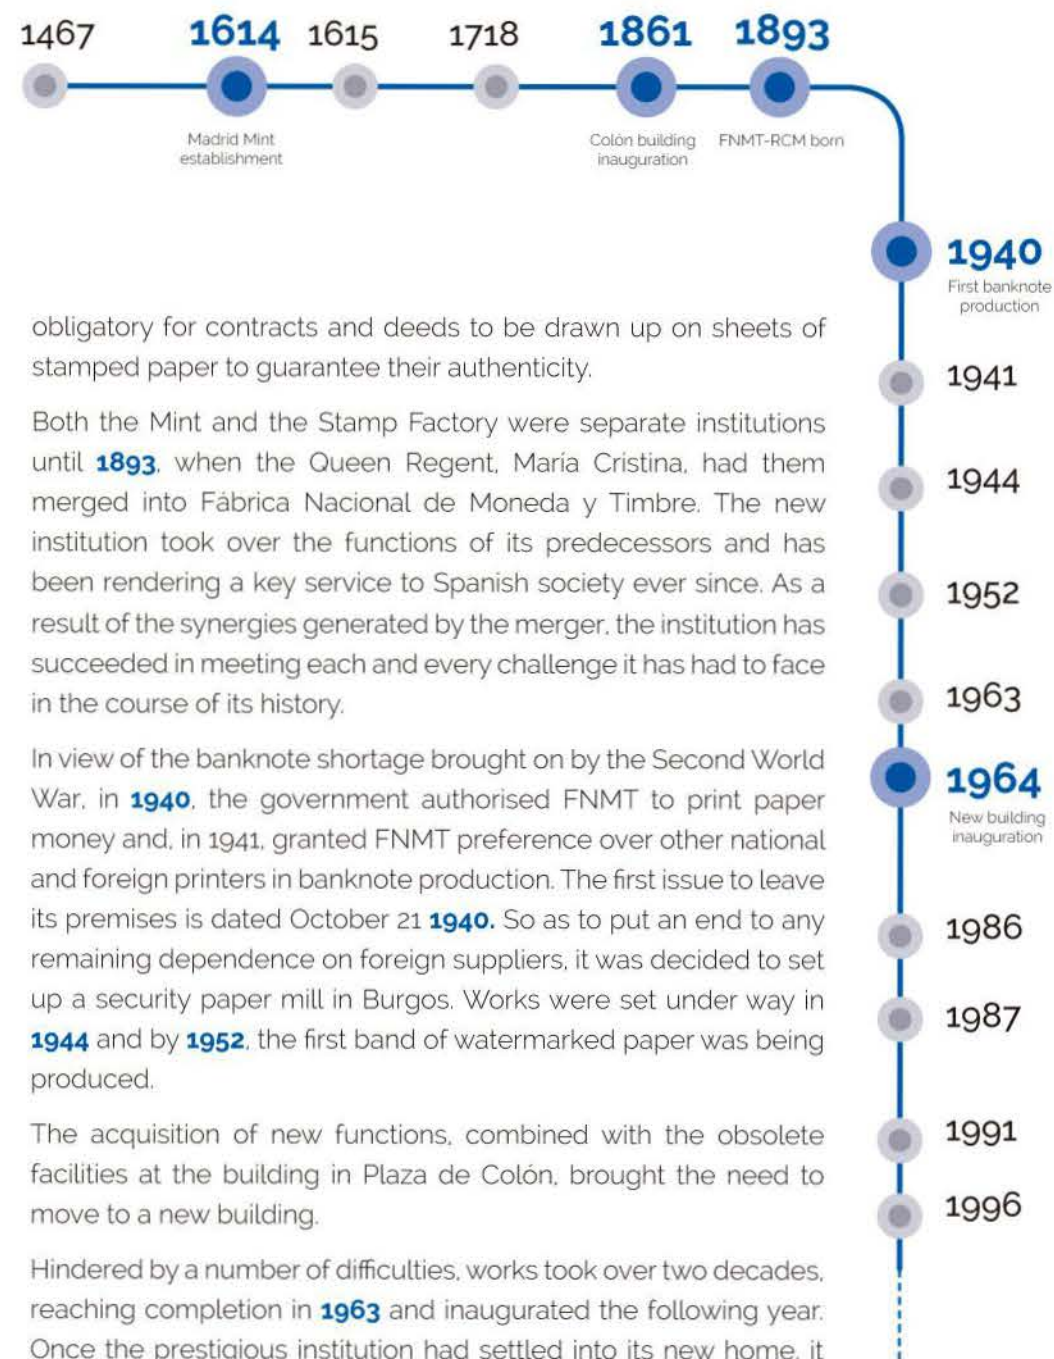 1467 1614 1615 1718 1861 1893
Madrid Mint
establishment
Colón building
inauguration
FNMT-RCM born
1940
First banknote
production
obligatory for contracts and deeds to be drawn up on sheets of
stamped paper to guarantee their authenticity.
1941
Both the Mint and the Stamp Factory were separate institutions
until 1893, when the Queen Regent, María Cristina, had them
merged into Fábrica Nacional de Moneda y Timbre. The new
institution took over the functions of its predecessors and has
been rendering a key service to Spanish society ever since. As a
result of the synergies generated by the merger, the institution has
succeeded in meeting each and every challenge it has had to face
in the course of its history.
1944
1952
1963
In view of the banknote shortage brought on by the Second World
War, in 1940, the government authorised FNMT to print paper
money and, in 1941, granted FNMT preference over other national
and foreign printers in banknote production. The first issue to leave
its premises is dated October 21 1940. So as to put an end to any
remaining dependence on foreign suppliers, it was decided to set
up a security paper mill in Burgos. Works were set under way in
1944 and by 1952, the first band of watermarked paper was being
produced.
1964
New building
inauguration
1986
1987
The acquisition of new functions, combined with the obsolete
facilities at the building in Plaza de Colón, brought the need to
move to a new building.
1991
1996
Hindered by a number of difficulties, works took over two decades,
reaching completion in 1963 and inaugurated the following year.
Once the prestigious institution had settled into its new home, it